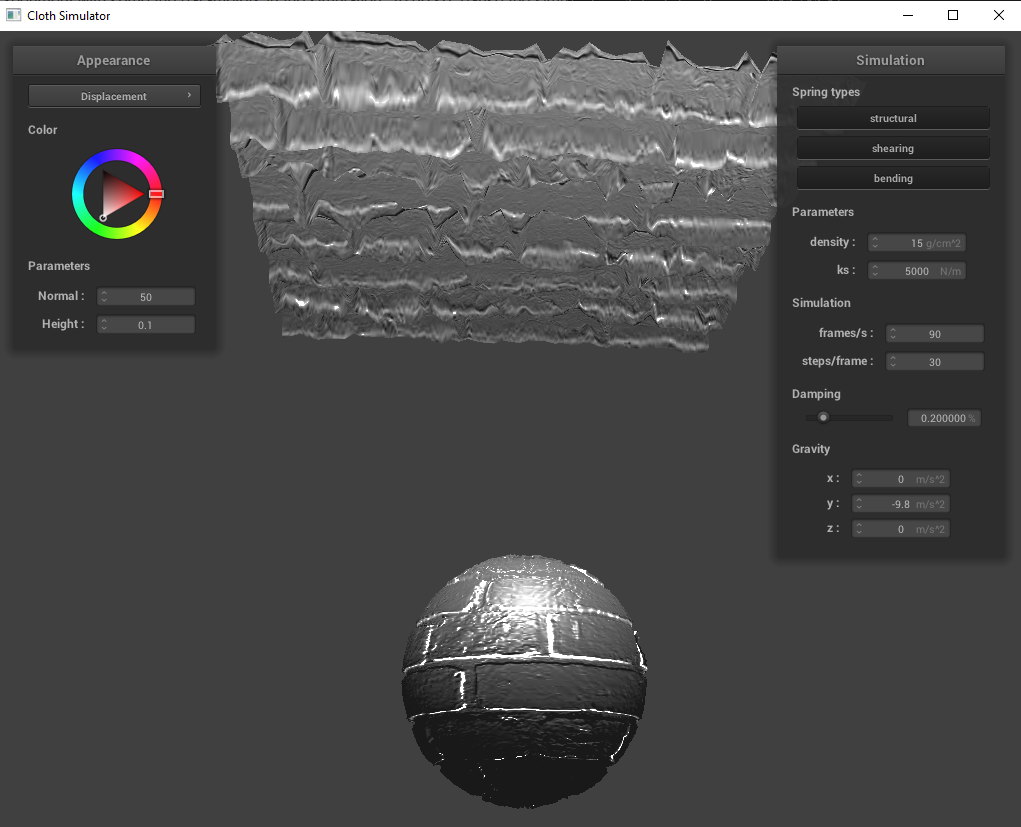 Cloth Simulator
Appearance
Displacement
Color
Parameters
Normal : 50
Height : 0.1
Simulation
Spring types
structural
shearing
bending
Parameters
density : 15 g/cm^2
ks : 5000 N/m
Simulation
frames/s : 90
steps/frame : 30
Damping
0.200000 %
Gravity
x : 0 m/s^2
y : -9.8 m/s^2
z : 0 m/s^2